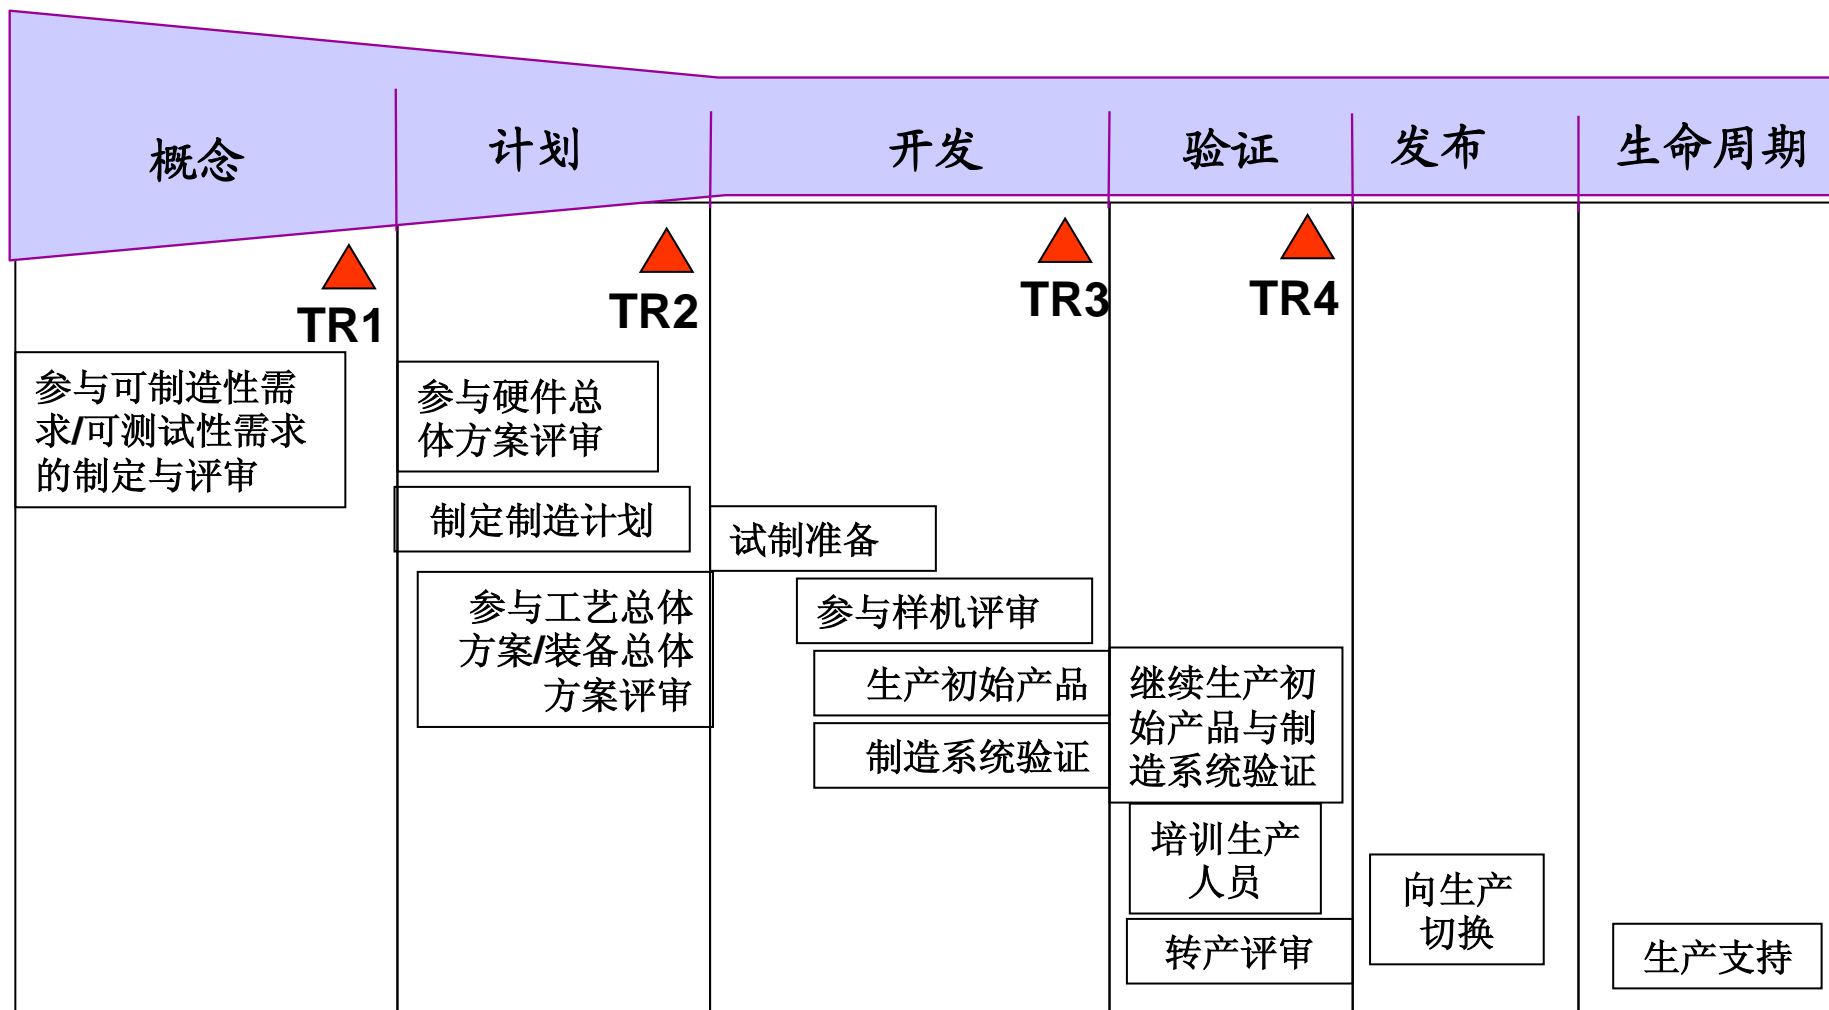 概念
计划
开发
验证
发布
生命周期
TR1
TR2
TR3
TR4
参与可制造性需
求/可测试性需求
的制定与评审
参与硬件总
体方案评审
制定制造计划
参与工艺总体
方案/装备总体
方案评审
试制准备
参与样机评审
生产初始产品
制造系统验证
继续生产初
始产品与制
造系统验证
培训生产
人员
转产评审
向生产
切换
生产支持